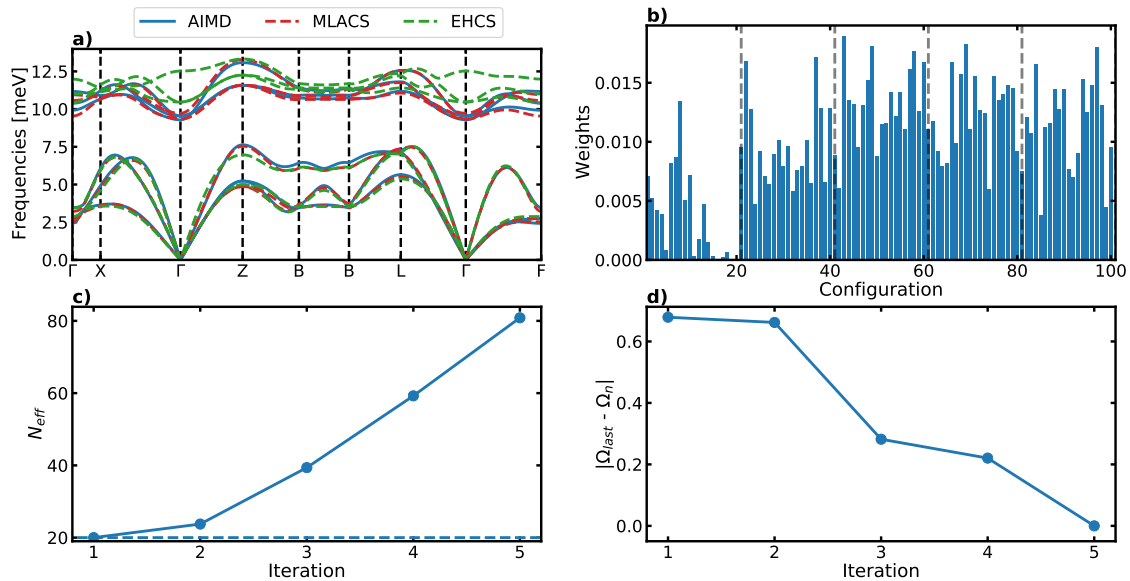 AIMD MLACS EHCS
a)
Frequencies [meV]
12.5
10.0
7.5
5.0
2.5
0.0
Γ X Γ Z B B L Γ F
b)
Weights
0.015
0.010
0.005
0.000
20 40 60 80 100
Configuration
c)
N_eff
80
60
40
20
1 2 3 4 5
Iteration
d)
|Ω_last - Ω_n|
0.6
0.4
0.2
0.0
1 2 3 4 5
Iteration